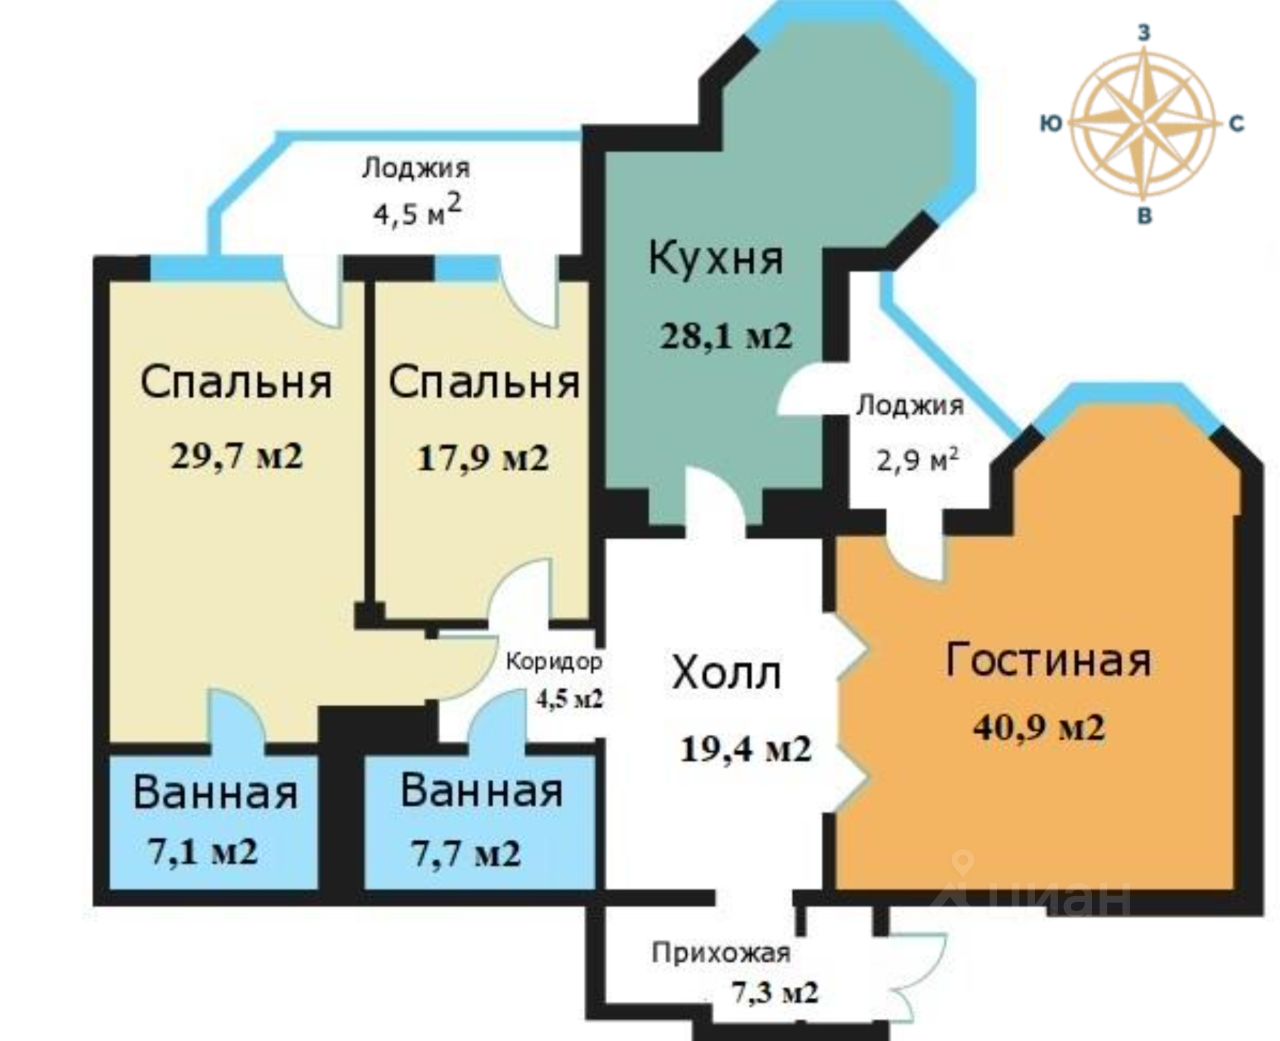 З
Ю
С
В
Лоджия
4,5 м2
Кухня
28,1 м2
Спальня
29,7 м2
Спальня
17,9 м2
Лоджия
2,9 м2
Коридор
4,5 м2
Холл
19,4 м2
Гостиная
40,9 м2
Ванная
7,1 м2
Ванная
7,7 м2
Прихожая
7,3 м2
циан